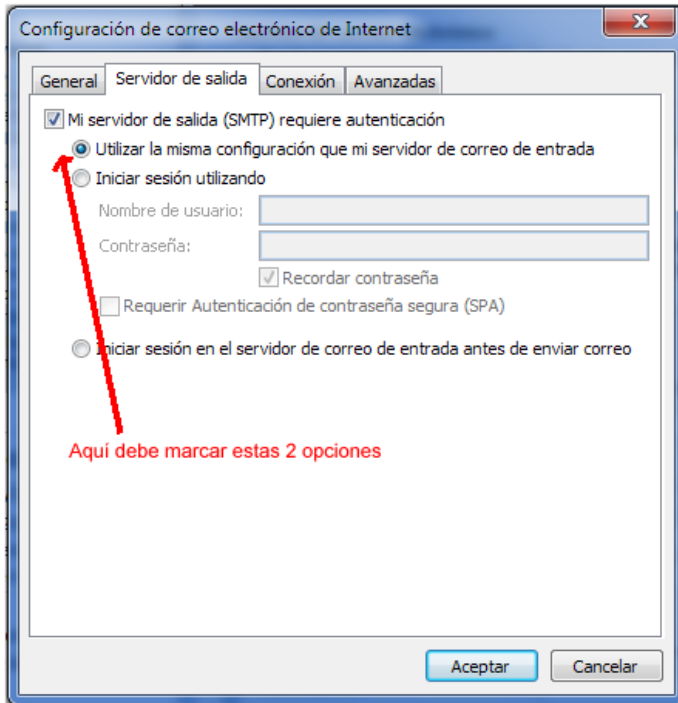 Configuración de correo electrónico de Internet
General Servidor de salida Conexión Avanzadas
Mi servidor de salida (SMTP) requiere autenticación
Utilizar la misma configuración que mi servidor de correo de entrada
Iniciar sesión utilizando
Nombre de usuario:
Contraseña:
Recordar contraseña
Requerir Autenticación de contraseña segura (SPA)
Iniciar sesión en el servidor de correo de entrada antes de enviar correo
Aquí debe marcar estas 2 opciones
Aceptar Cancelar